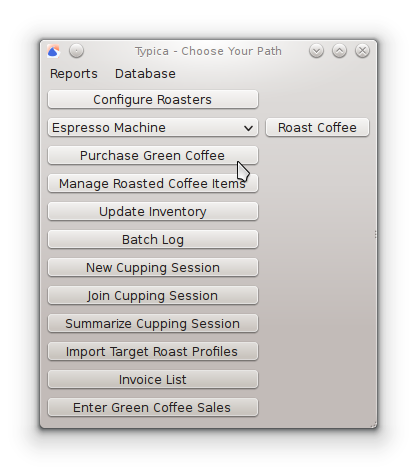 Typica - Choose Your Path
Reports Database
Configure Roasters
Espresso Machine Roast Coffee
Purchase Green Coffee
Manage Roasted Coffee Items
Update Inventory
Batch Log
New Cupping Session
Join Cupping Session
Summarize Cupping Session
Import Target Roast Profiles
Invoice List
Enter Green Coffee Sales